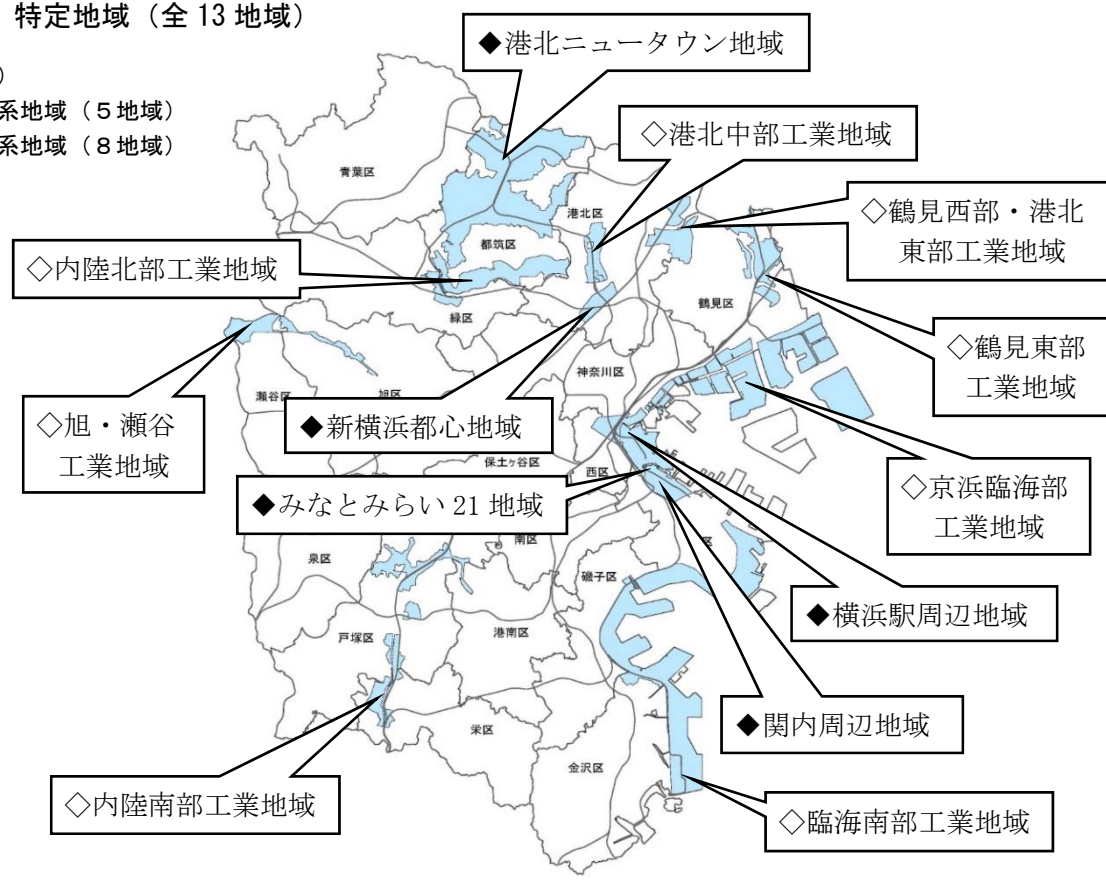 特定地域（全 13 地域）
）
系地域（５地域）
系地域（８地域）
◆港北ニュータウン地域
◇港北中部工業地域
◇鶴見西部・港北
東部工業地域
◇内陸北部工業地域
◇鶴見東部
工業地域
◇旭・瀬谷
工業地域
◆新横浜都心地域
◆みなとみらい 21 地域
◇京浜臨海部
工業地域
◆横浜駅周辺地域
◆関内周辺地域
◇内陸南部工業地域
◇臨海南部工業地域
青葉区
港北区
都筑区
緑区
鶴見区
神奈川区
瀬谷区
旭区
保土ヶ谷区
西区
南区
区
泉区
磯子区
戸塚区
港南区
栄区
金沢区